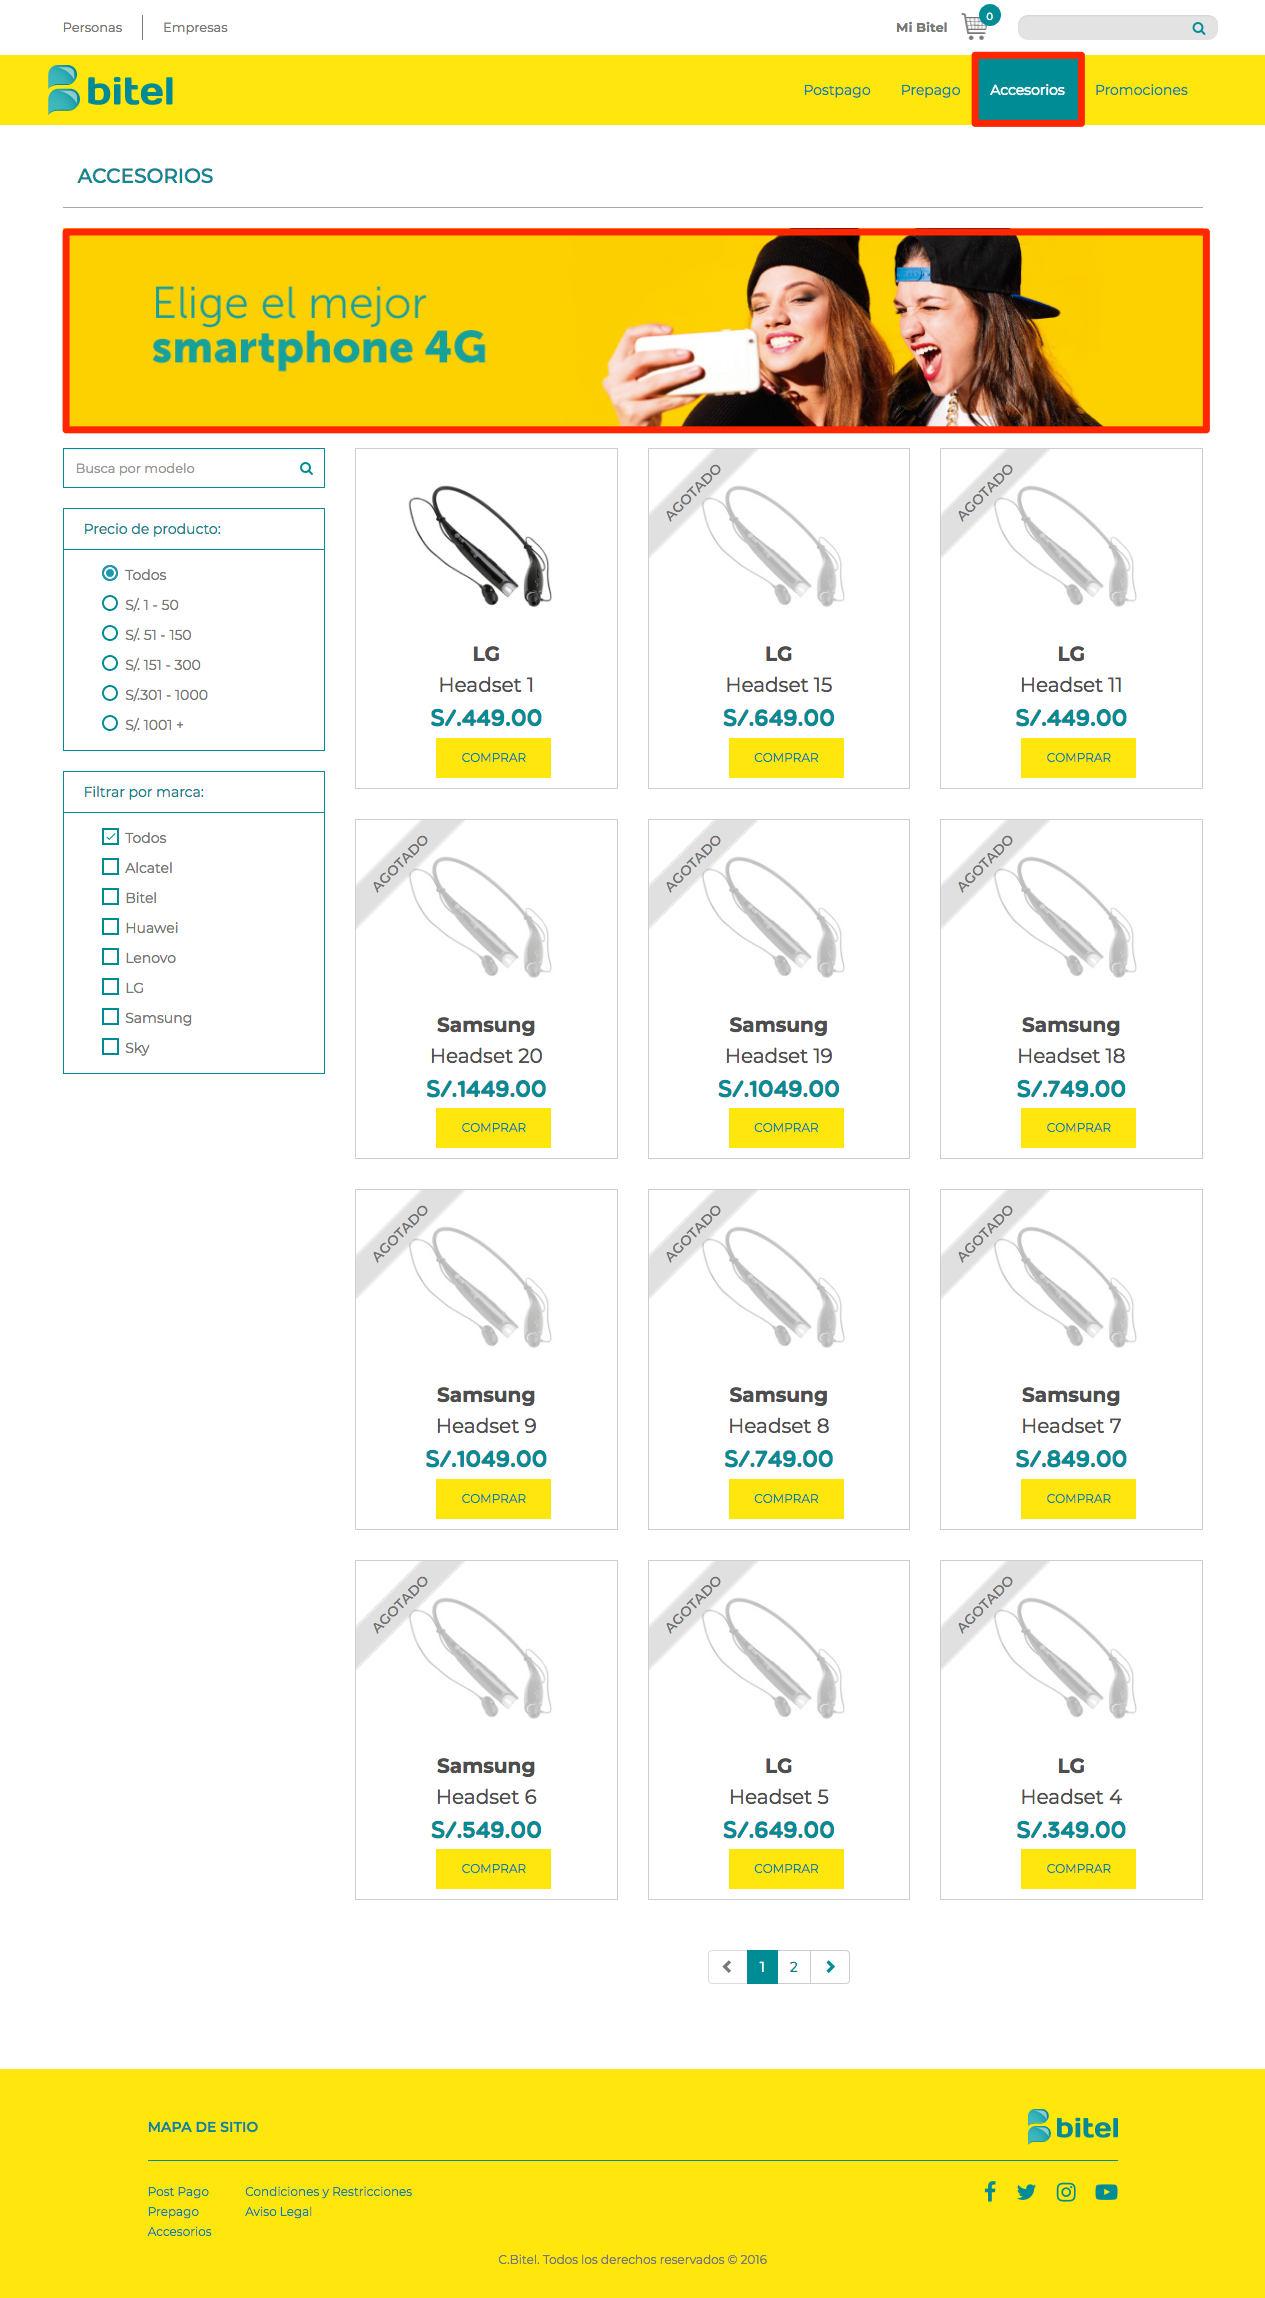 Personas
Empresas
Mi Bitel
0
bitel
Postpago
Prepago
Accesorios
Promociones
ACCESORIOS
Elige el mejor
smartphone 4G
Busca por modelo
Precio de producto:
Todos
S/. 1 - 50
S/. 51 - 150
S/. 151 - 300
S/.301 - 1000
S/. 1001 +
Filtrar por marca:
Todos
Alcatel
Bitel
Huawei
Lenovo
LG
Samsung
Sky
LG
Headset 1
S/.449.00
COMPRAR
AGOTADO
LG
Headset 15
S/.649.00
COMPRAR
AGOTADO
LG
Headset 11
S/.449.00
COMPRAR
AGOTADO
Samsung
Headset 20
S/.1449.00
COMPRAR
AGOTADO
Samsung
Headset 19
S/.1049.00
COMPRAR
AGOTADO
Samsung
Headset 18
S/.749.00
COMPRAR
AGOTADO
Samsung
Headset 9
S/.1049.00
COMPRAR
AGOTADO
Samsung
Headset 8
S/.749.00
COMPRAR
AGOTADO
Samsung
Headset 7
S/.849.00
COMPRAR
AGOTADO
Samsung
Headset 6
S/.549.00
COMPRAR
AGOTADO
LG
Headset 5
S/.649.00
COMPRAR
AGOTADO
LG
Headset 4
S/.349.00
COMPRAR
1
2
MAPA DE SITIO
bitel
Post Pago
Prepago
Accesorios
Condiciones y Restricciones
Aviso Legal
C.Bitel. Todos los derechos reservados © 2016